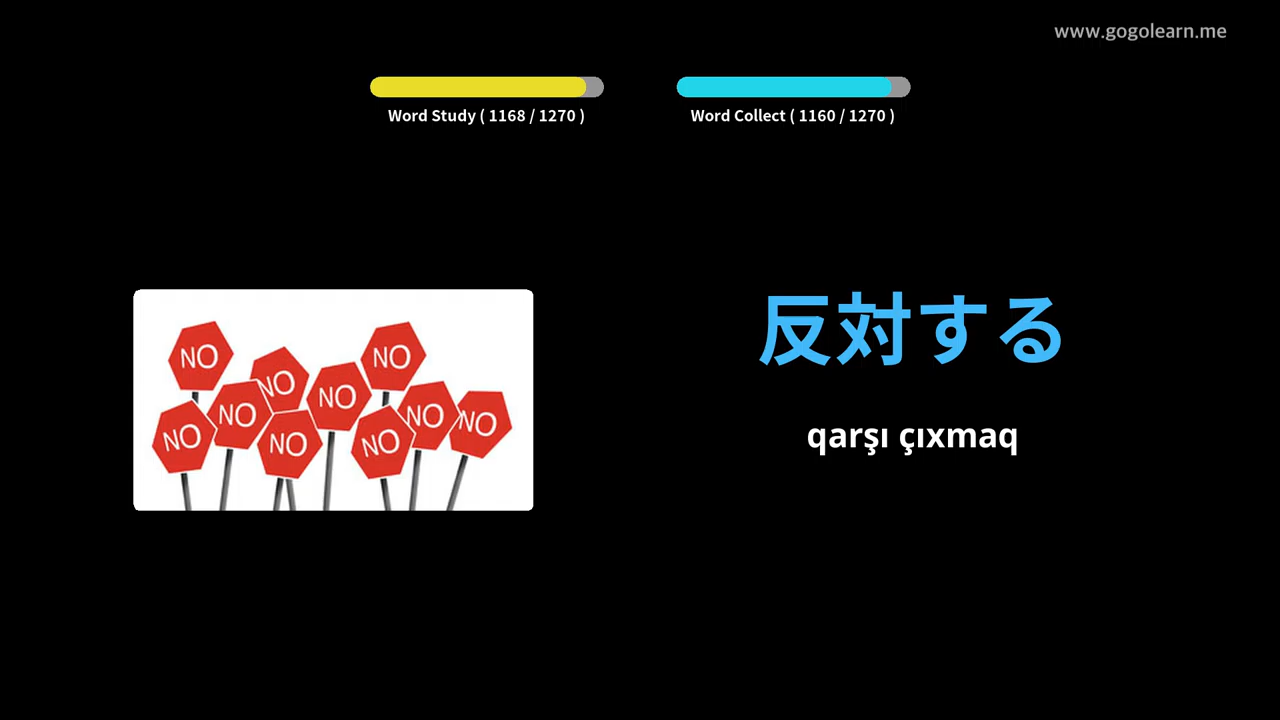 www.gogolearn.me
Word Study ( 1168 / 1270 )
Word Collect ( 1160 / 1270 )
NO
NO
NO
NO
NO
NO
NO
NO
NO
NO
反対する
qarşı çıxmaq